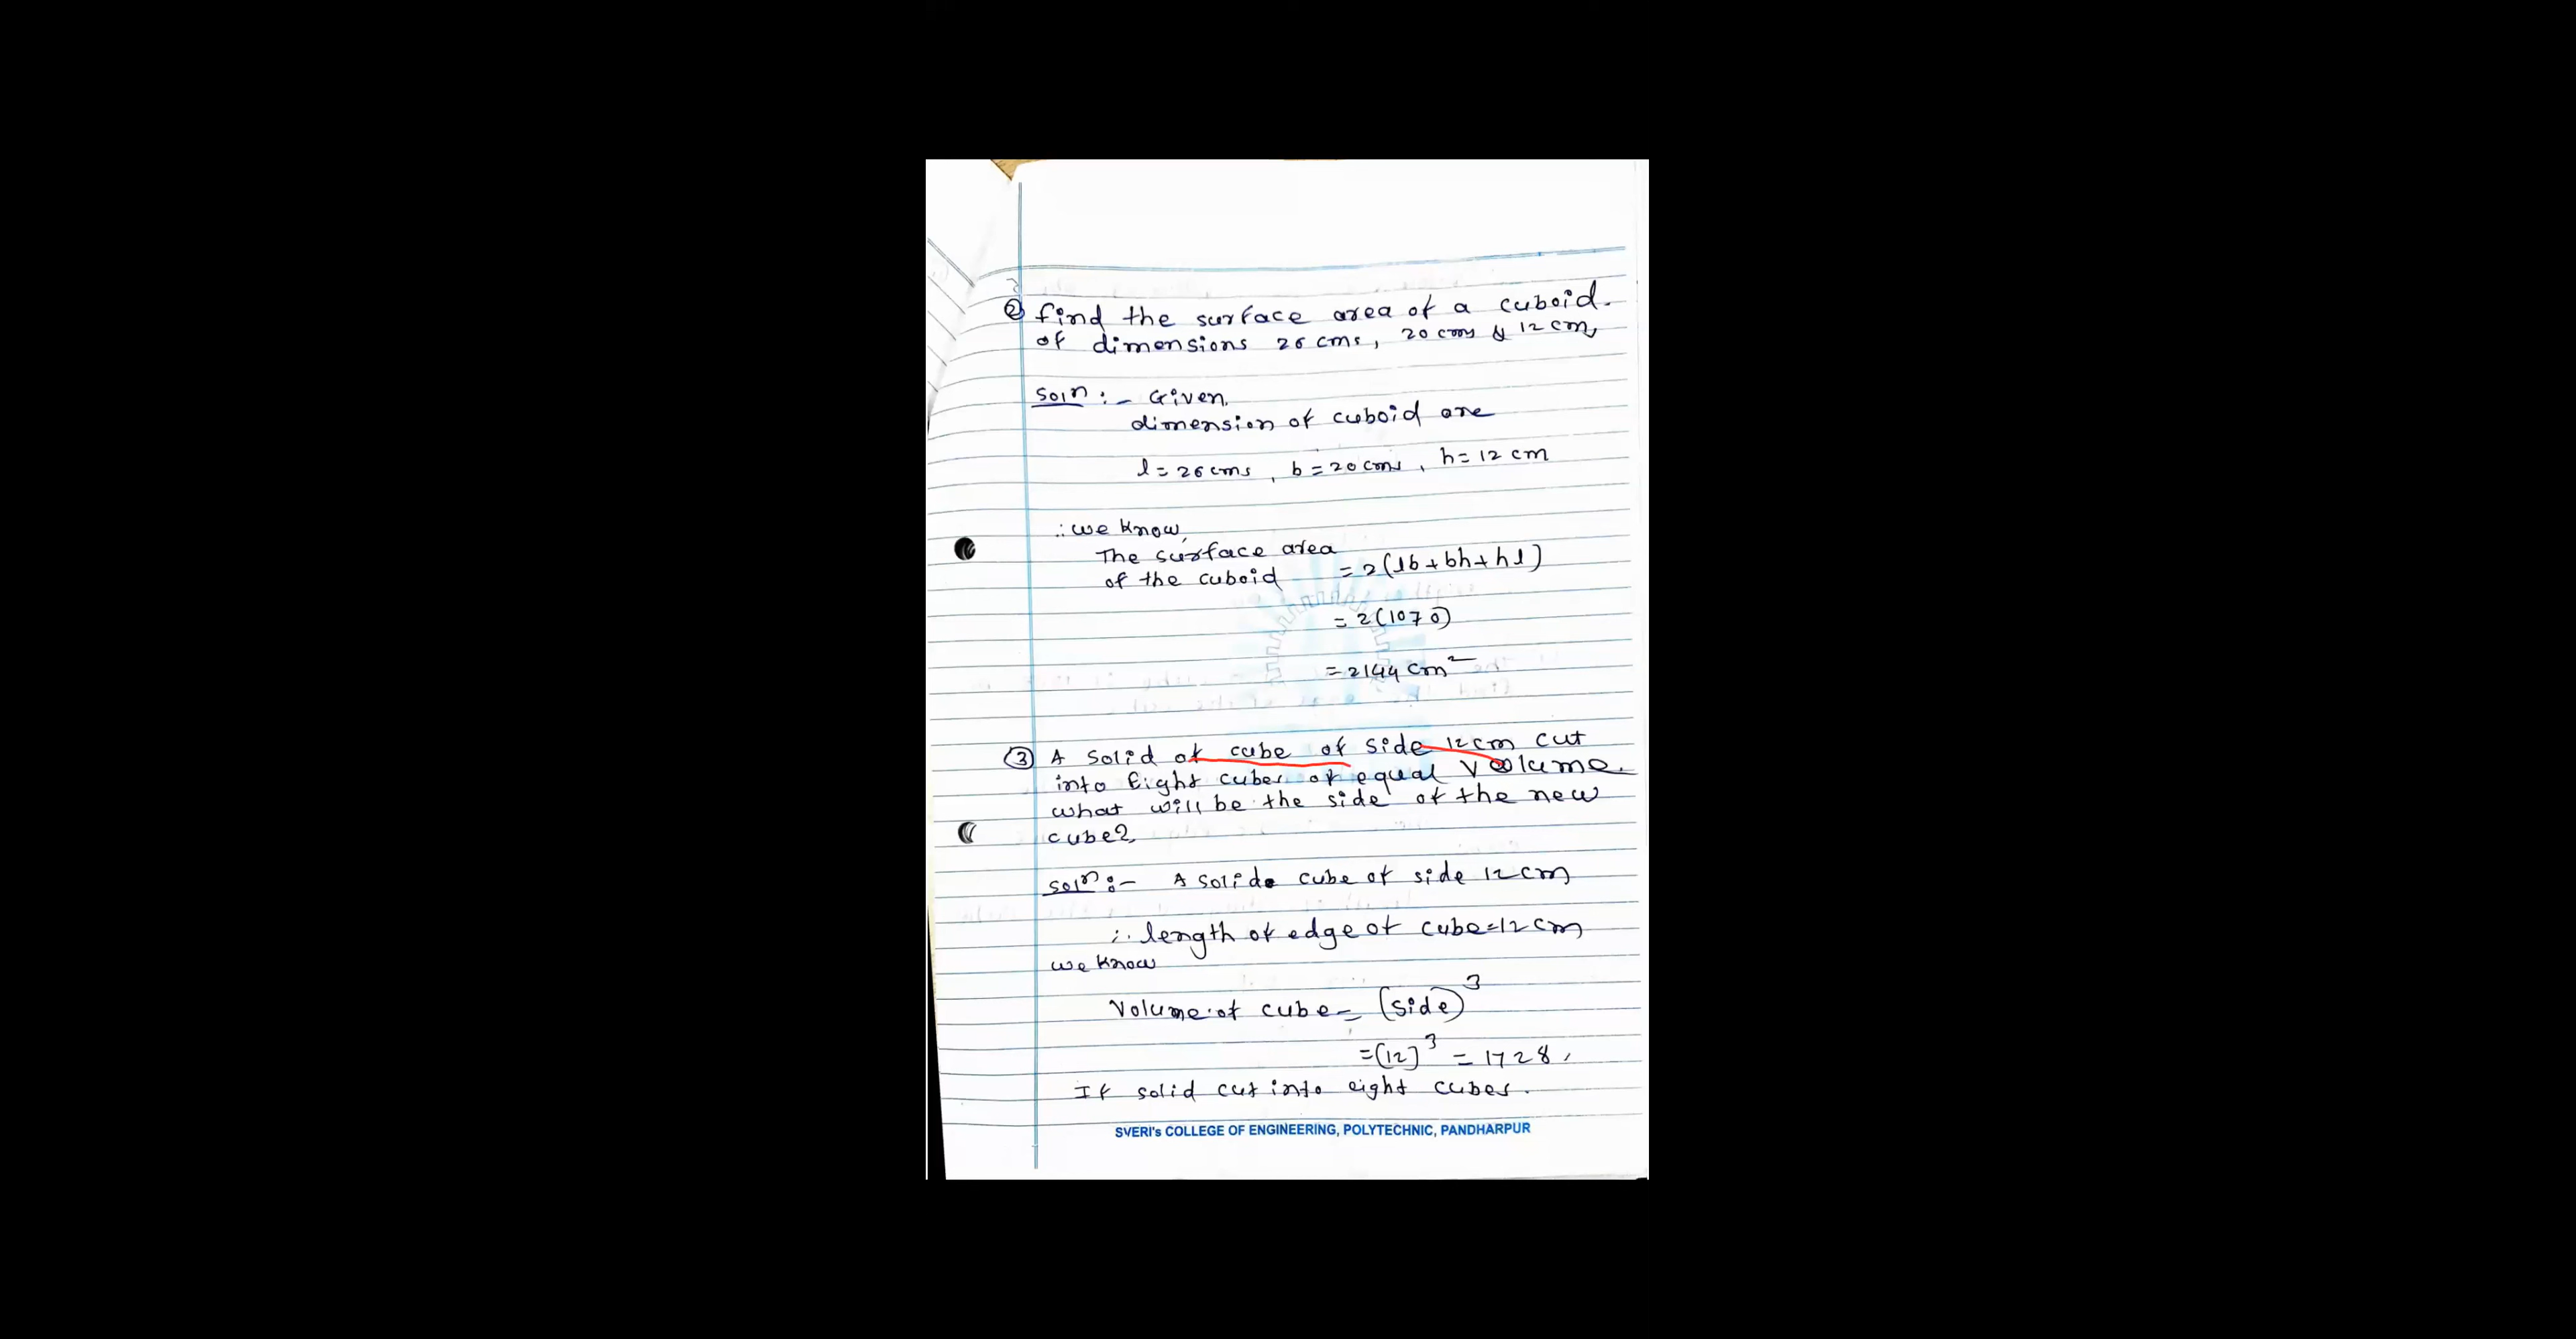 ② find the surface area of a cuboid.
of dimensions 26 cms, 20 cms & 12 cms
Soln :- Given,
dimension of cuboid are
l = 26 cms, b = 20 cms, h = 12 cm
∴ we know,
The surface area
of the cuboid = 2(lb + bh + hl)
= 2(1070)
= 2144 cm²
③ A solid of cube of side 12 cm cut
into Eight cubes of equal Volume.
what will be the side of the new
cube?
Soln :- A solid cube of side 12 cm
∴ length of edge of cube = 12 cm
we know
Volume of cube = (side)³
= (12)³ = 1728,
If solid cut into eight cubes.
SVERI's COLLEGE OF ENGINEERING, POLYTECHNIC, PANDHARPUR